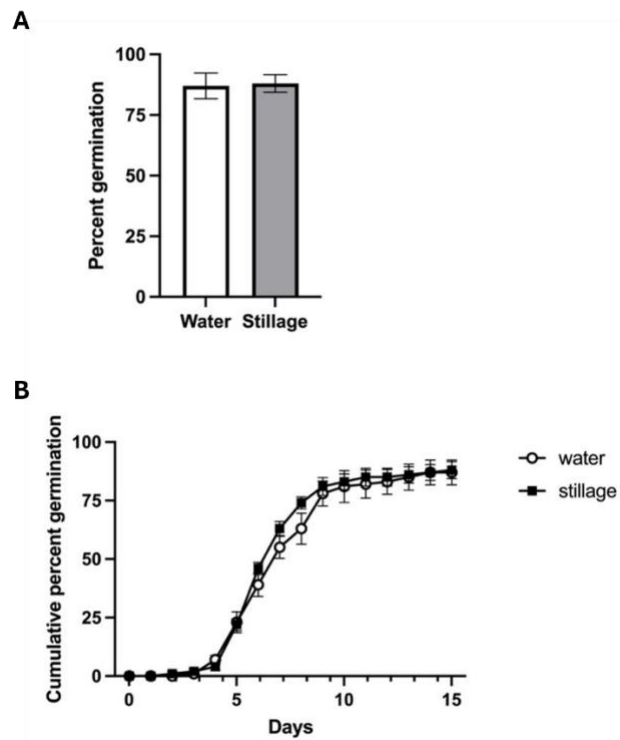 A
Percent germination
100
75
50
25
0
Water Stillage
B
Cumulative percent germination
100
75
50
25
0
0 5 10 15
Days
water
stillage